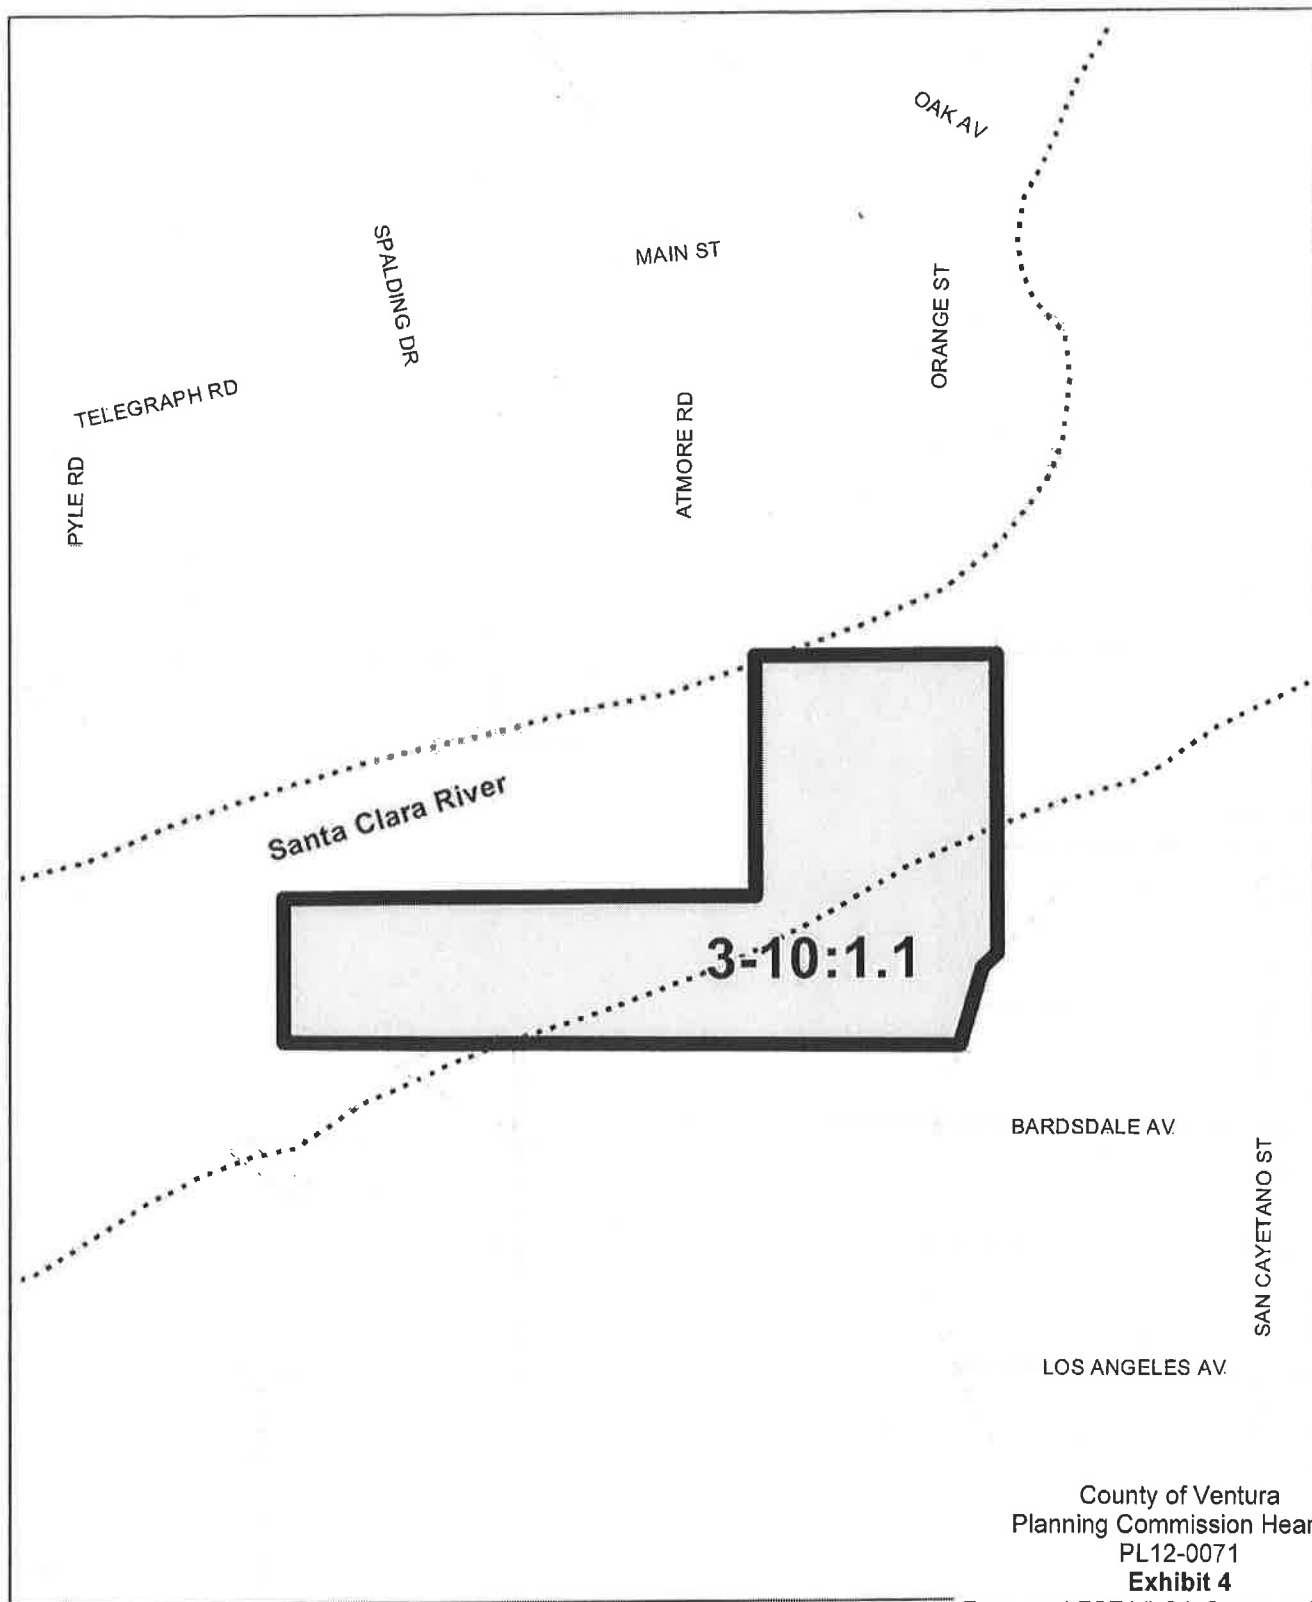 OAK AV
SPALDING DR
MAIN ST
ORANGE ST
TELEGRAPH RD
ATMORE RD
PYLE RD
Santa Clara River
3-10:1.1
BARDSDALE AV.
SAN CAYETANO ST
LOS ANGELES AV.
County of Ventura
Planning Commission Hear
PL12-0071
Exhibit 4